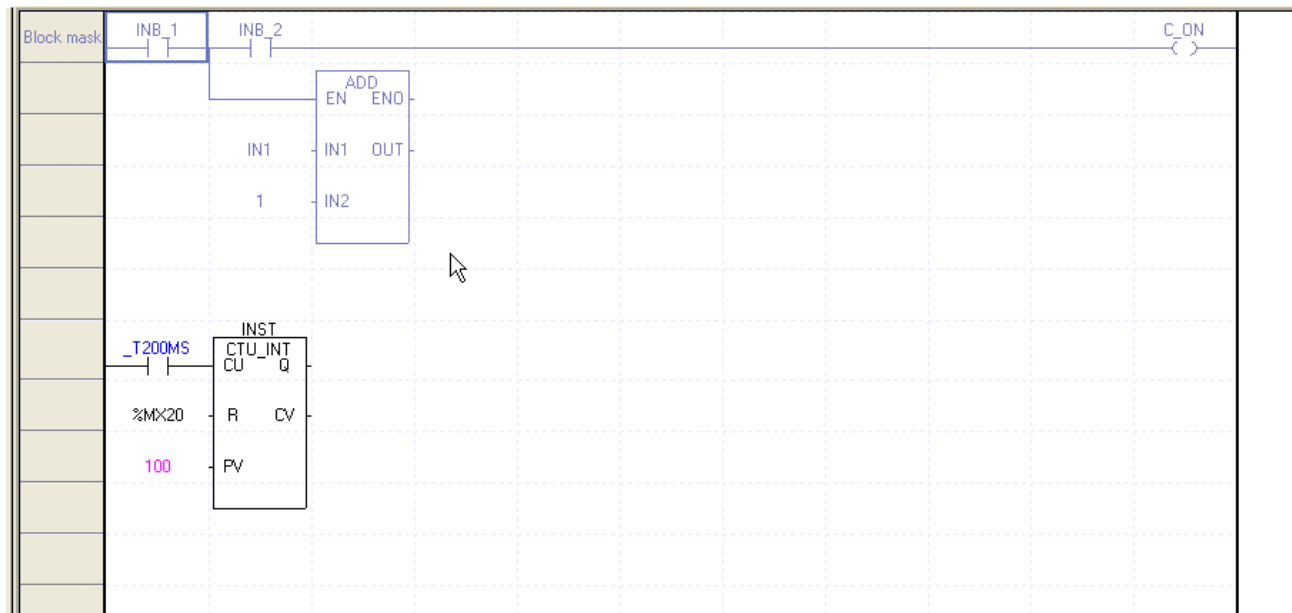 Block mask INB_1 INB_2 C_ON
ADD
EN ENO
IN1 IN1 OUT
1 IN2
INST
_T200MS CTU_INT
CU Q
%MX20 R CV
100 PV